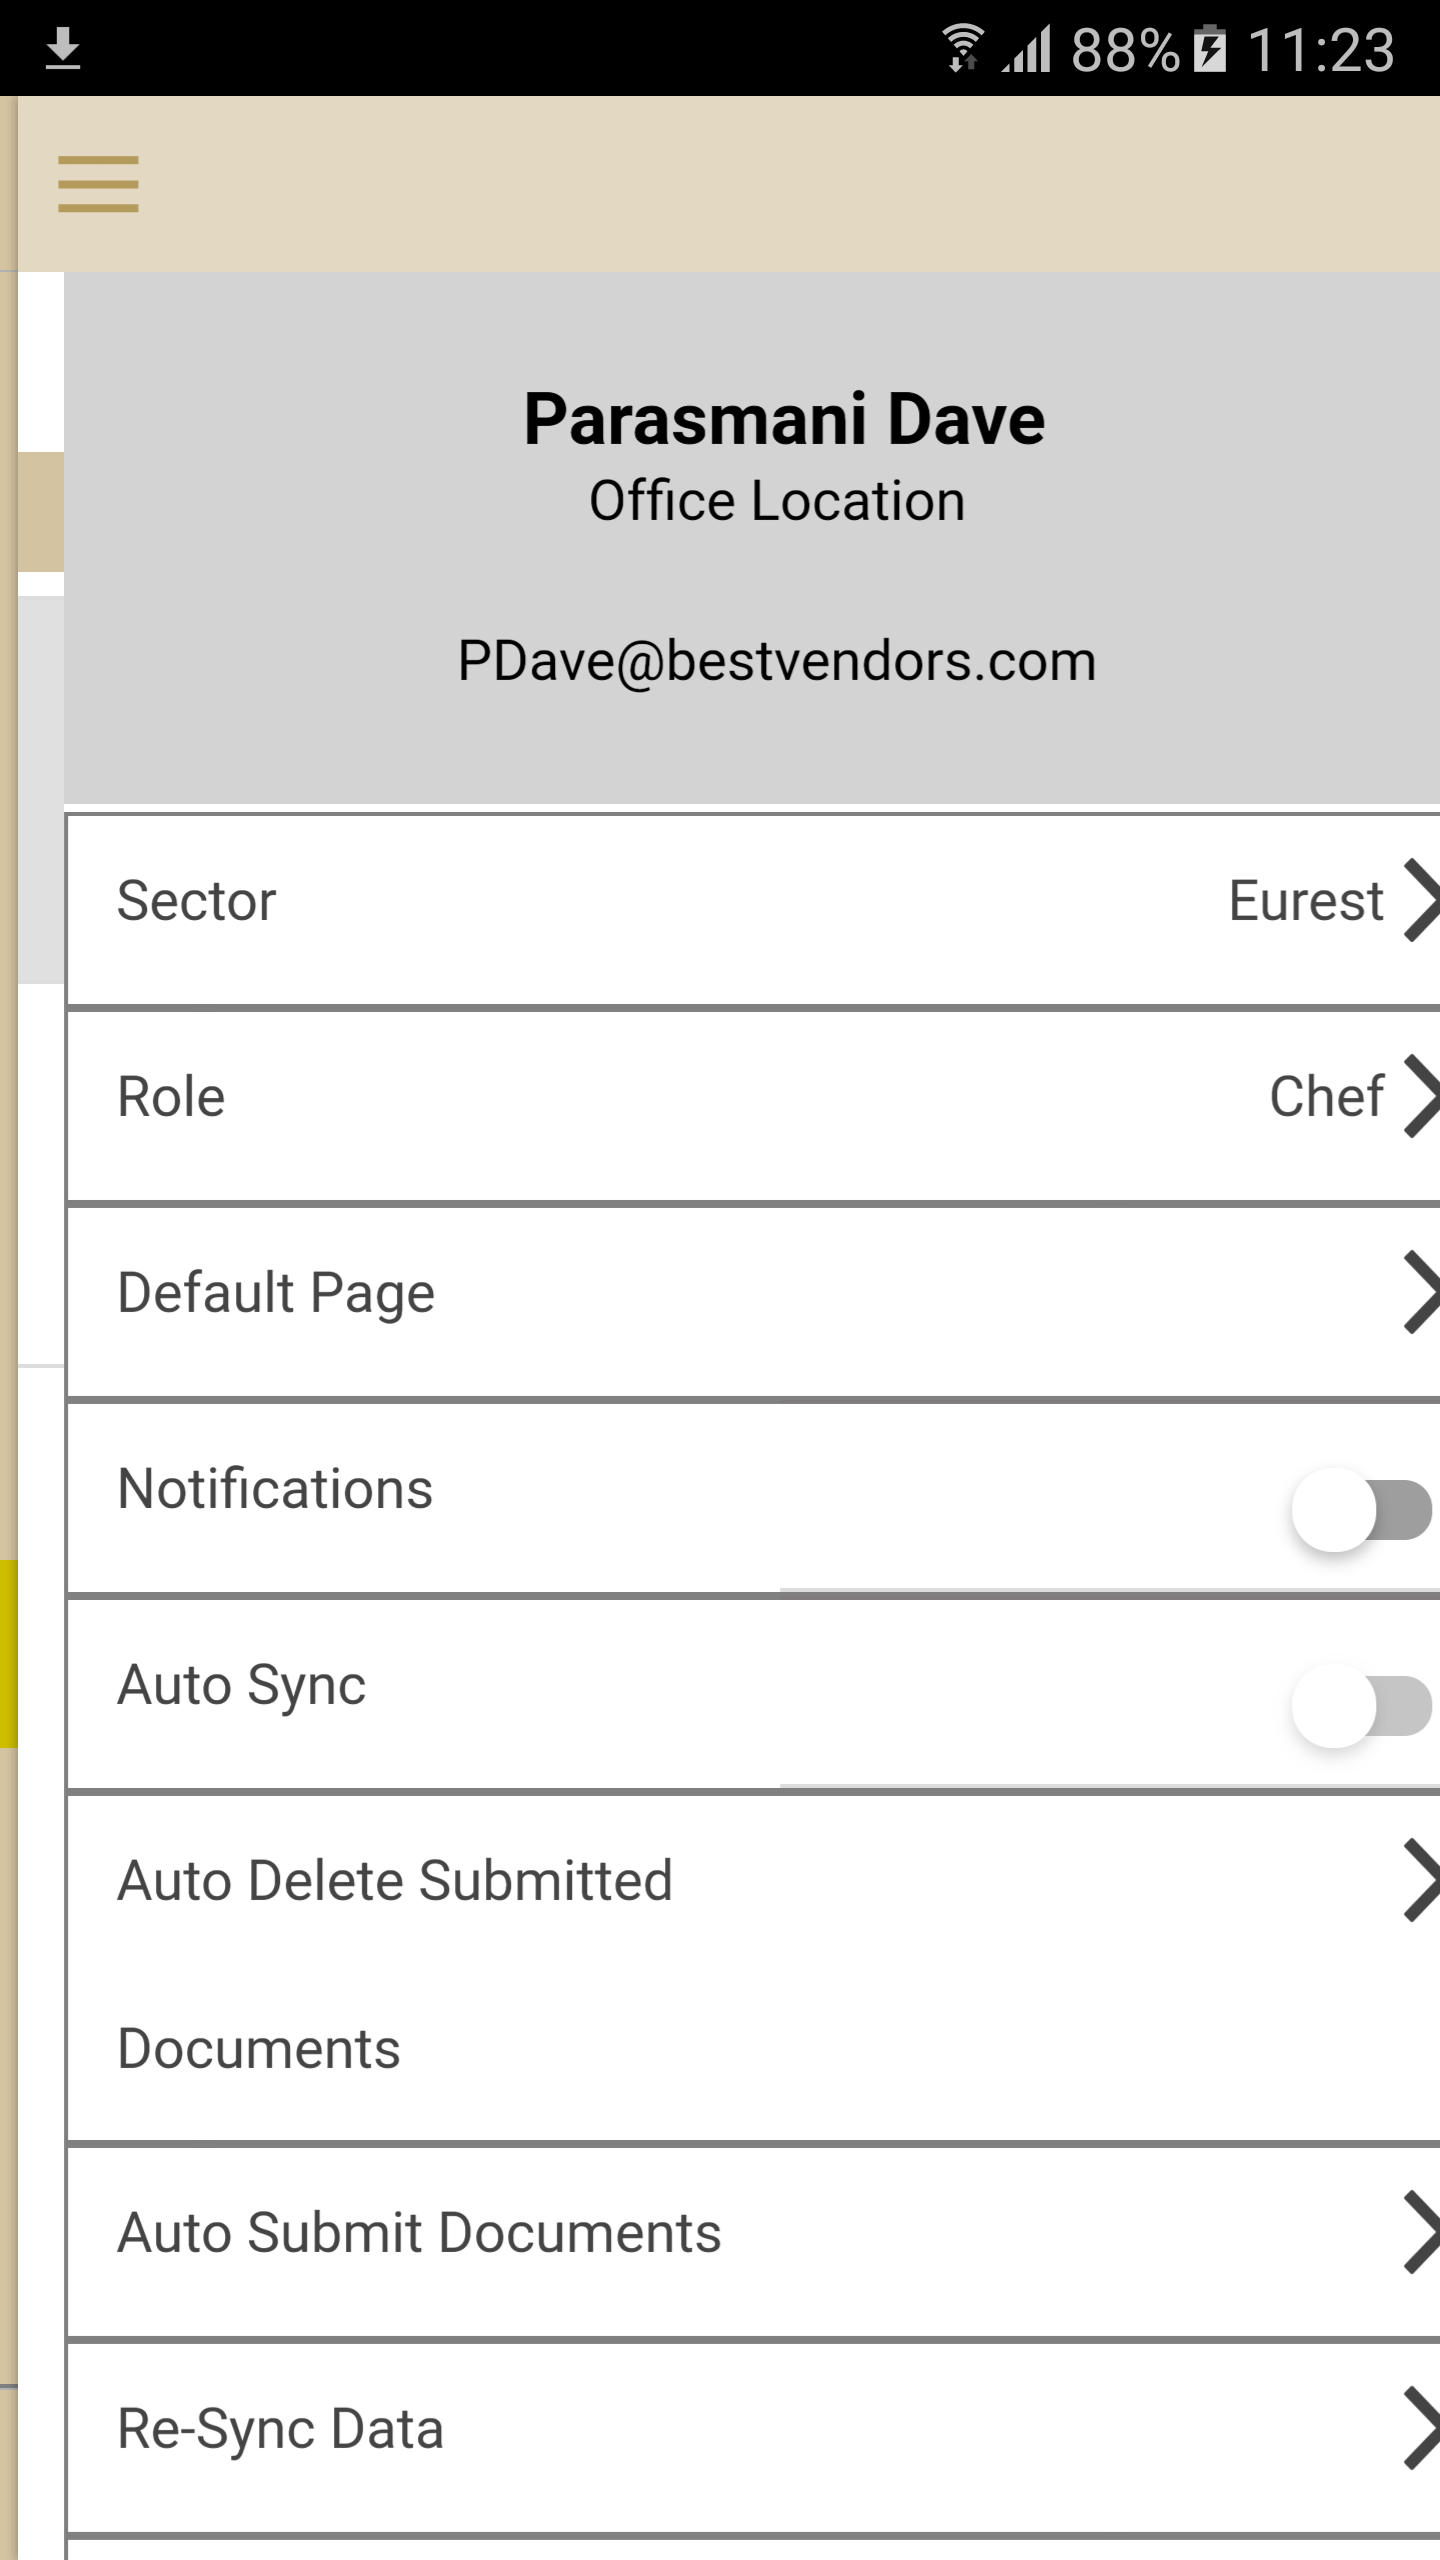 88% 11:23
Parasmani Dave
Office Location
PDave@bestvendors.com
Sector Eurest
Role Chef
Default Page
Notifications
Auto Sync
Auto Delete Submitted
Documents
Auto Submit Documents
Re-Sync Data